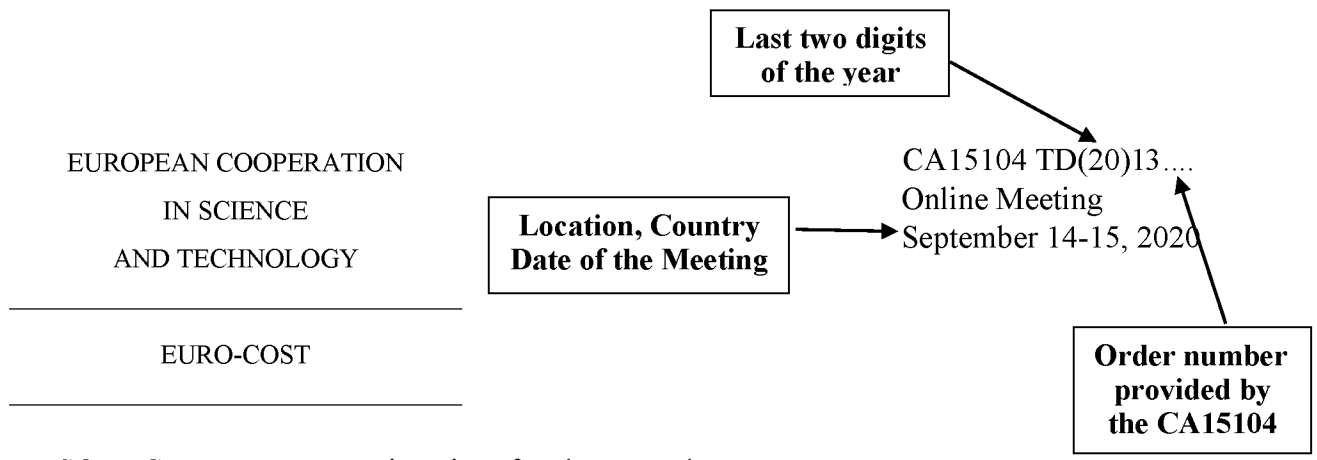 Last two digits
of the year
EUROPEAN COOPERATION
IN SCIENCE
AND TECHNOLOGY
CA15104 TD(20)13....
Online Meeting
September 14-15, 2020
Location, Country
Date of the Meeting
EURO-COST
Order number
provided by
the CA15104